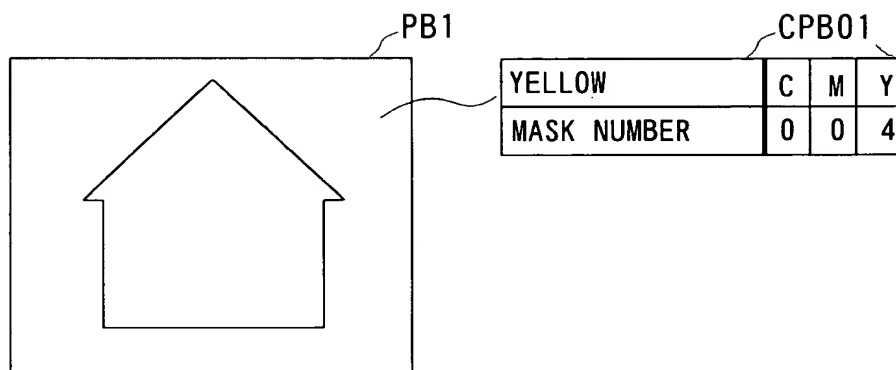 PB1
CPB01
YELLOW C M Y
MASK NUMBER 0 0 4